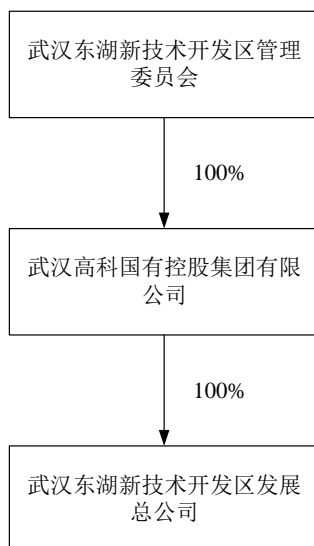 武汉东湖新技术开发区管理
委员会
100%
武汉高科国有控股集团有限
公司
100%
武汉东湖新技术开发区发展
总公司